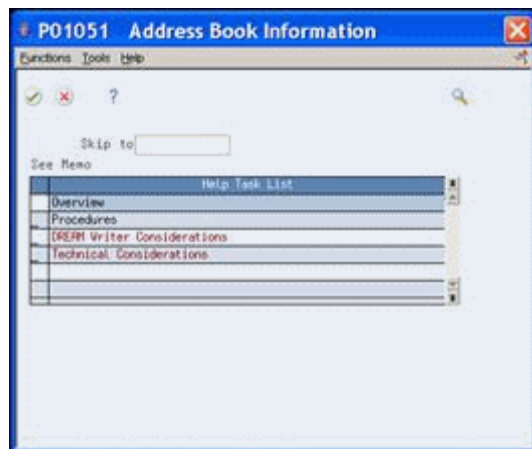 P01051 Address Book Information
Functions Tools Help
?
Skip to
See Memo
Help Task List
Overview
Procedures
DREAM Writer Considerations
Technical Considerations